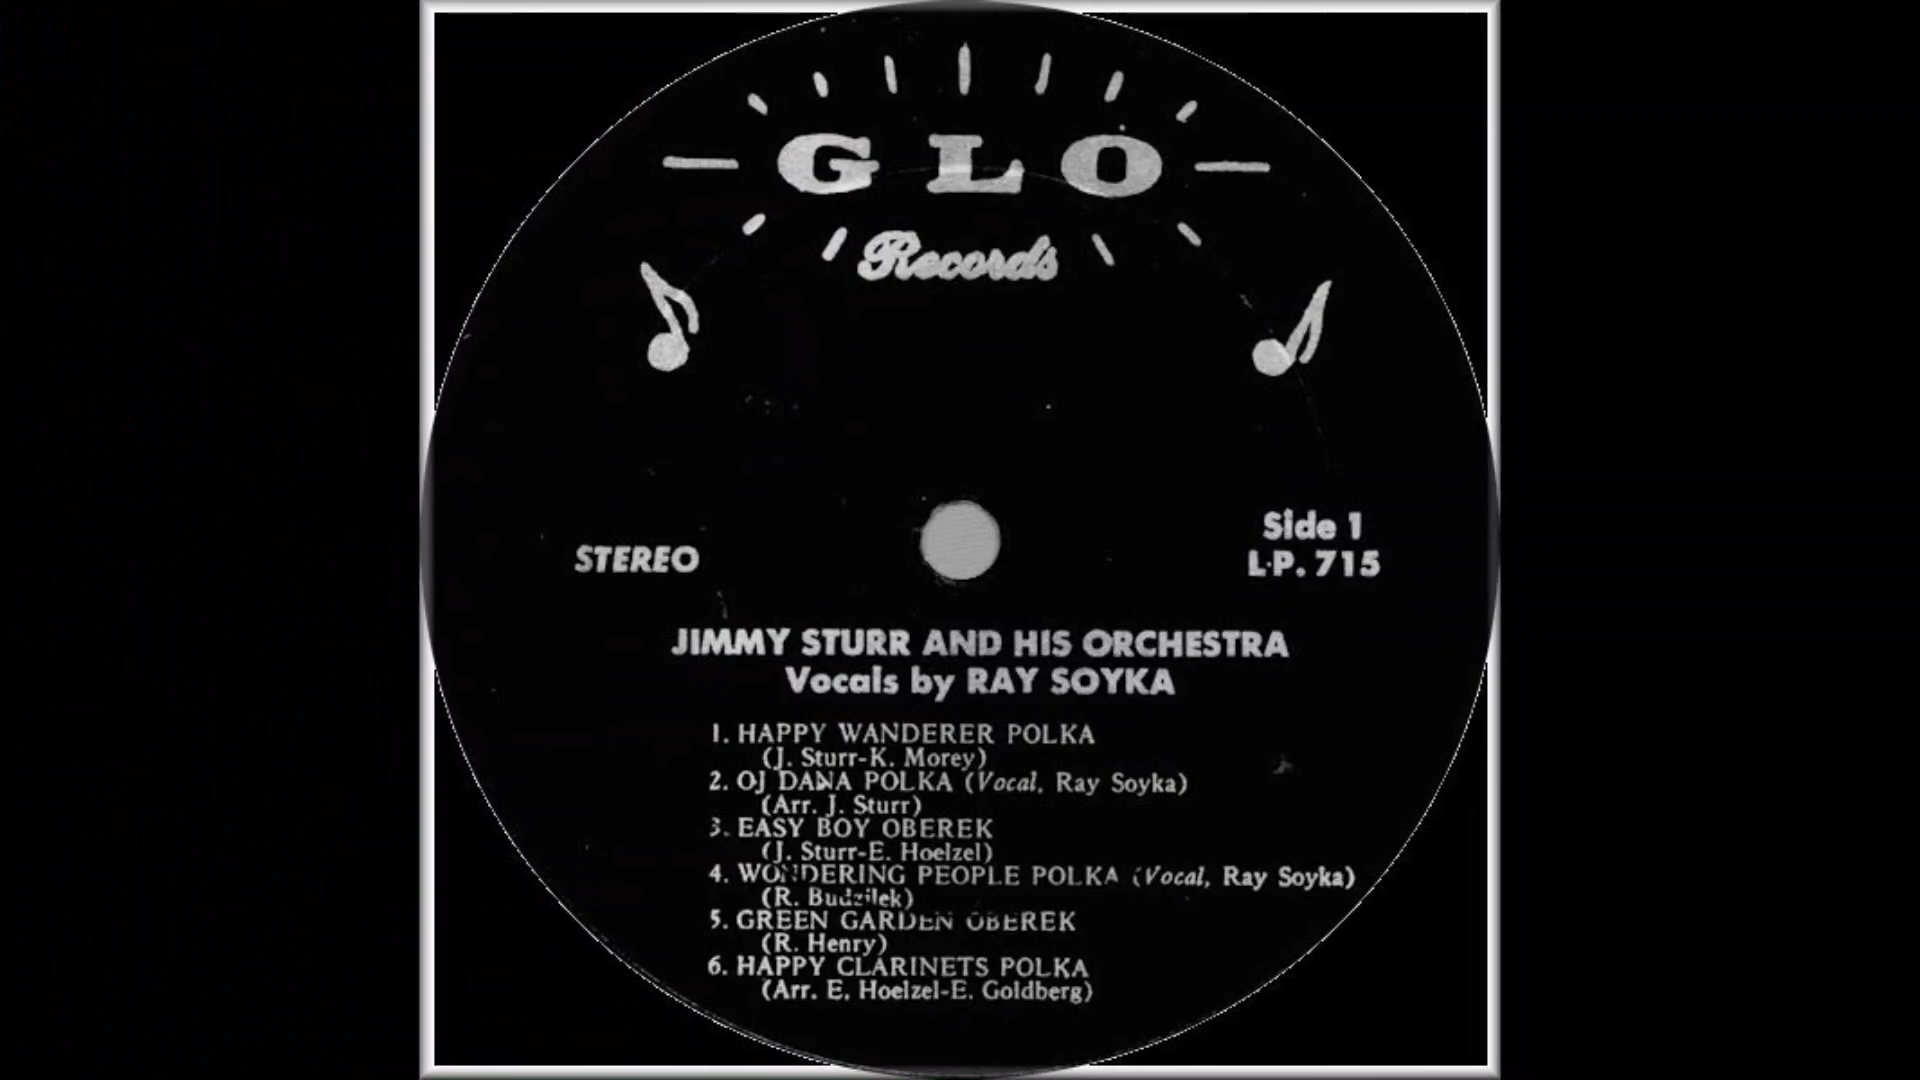 GLO
Records
STEREO
Side 1
L.P. 715
JIMMY STURR AND HIS ORCHESTRA
Vocals by RAY SOYKA
1. HAPPY WANDERER POLKA
(J. Sturr-K. Morey)
2. OJ DANA POLKA (Vocal, Ray Soyka)
(Arr. J. Sturr)
3. EASY BOY OBEREK
(J. Sturr-E. Hoelzel)
4. WONDERING PEOPLE POLKA (Vocal, Ray Soyka)
(R. Budzilek)
5. GREEN GARDEN OBEREK
(R. Henry)
6. HAPPY CLARINETS POLKA
(Arr. E. Hoelzel-E. Goldberg)